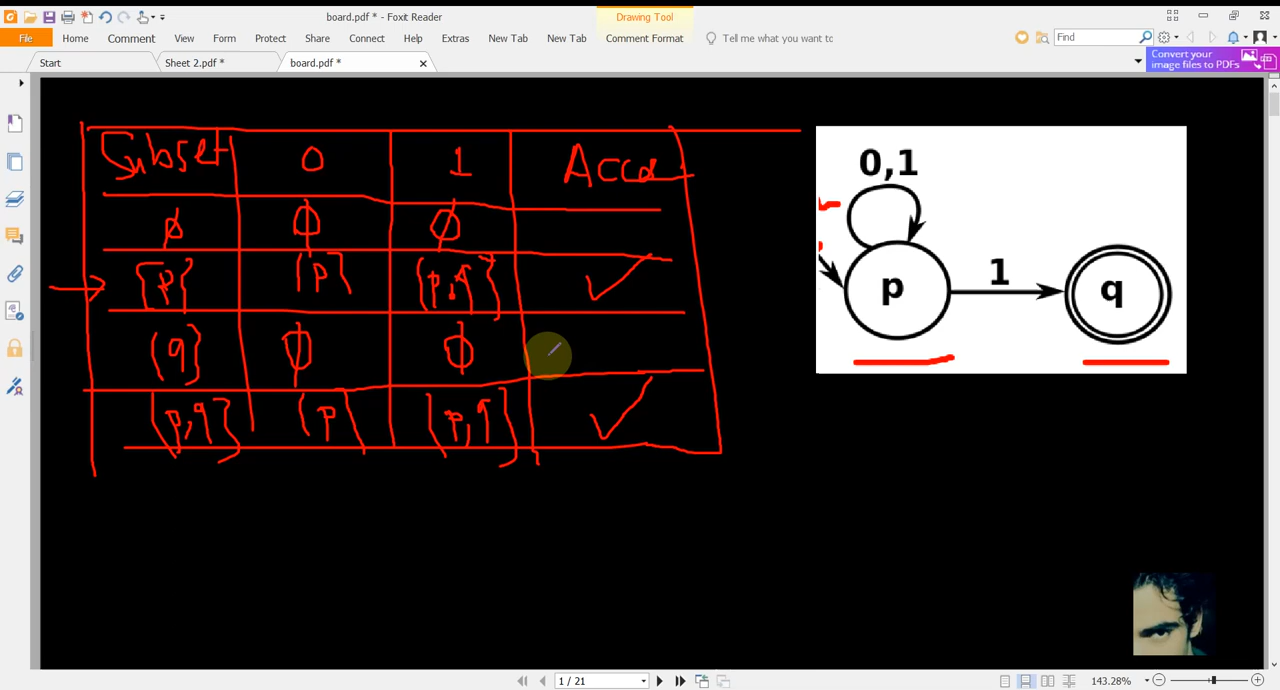 board.pdf * - Foxit Reader
Drawing Tool
File
Home
Comment
View
Form
Protect
Share
Connect
Help
Extras
New Tab
New Tab
Comment Format
Tell me what you want to
Find
Start
Sheet 2.pdf *
board.pdf *
Convert your
image files to PDFs
Subset 0 1
ϕ ϕ ϕ
{p} {p} {p,q} ✓
{q} ϕ ϕ
{p,q} {p} {p,q} ✓
0,1
p
1
q
1 / 21
143.28%